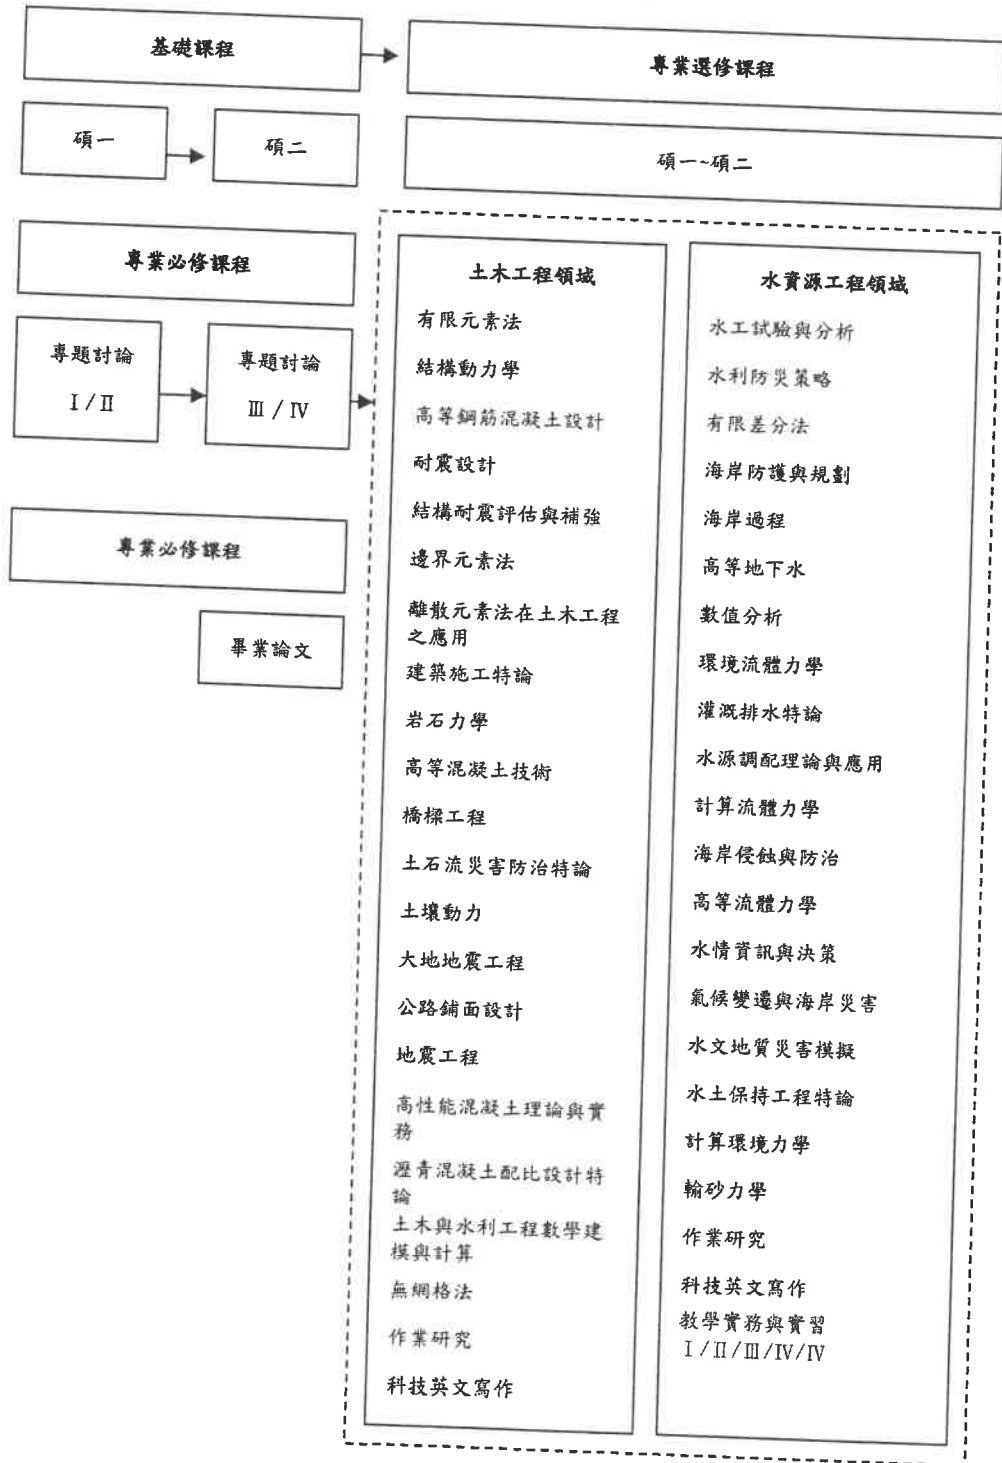 基礎課程
專業選修課程
碩一
碩二
碩一~碩二
專業必修課程
專題討論
Ⅰ/Ⅱ
專題討論
Ⅲ/Ⅳ
專業必修課程
畢業論文
土木工程領域
有限元素法
結構動力學
高等鋼筋混凝土設計
耐震設計
結構耐震評估與補強
邊界元素法
離散元素法在土木工程
之應用
建築施工特論
岩石力學
高等混凝土技術
橋樑工程
土石流災害防治特論
土壤動力
大地地震工程
公路鋪面設計
地震工程
高性能混凝土理論與實
務
瀝青混凝土配比設計特
論
土木與水利工程數學建
模與計算
無網格法
作業研究
科技英文寫作
水資源工程領域
水工試驗與分析
水利防災策略
有限差分法
海岸防護與規劃
海岸過程
高等地下水
數值分析
環境流體力學
灌溉排水特論
水源調配理論與應用
計算流體力學
海岸侵蝕與防治
高等流體力學
水情資訊與決策
氣候變遷與海岸災害
水文地質災害模擬
水土保持工程特論
計算環境力學
輸砂力學
作業研究
科技英文寫作
教學實務與實習
Ⅰ/Ⅱ/Ⅲ/Ⅳ/Ⅳ